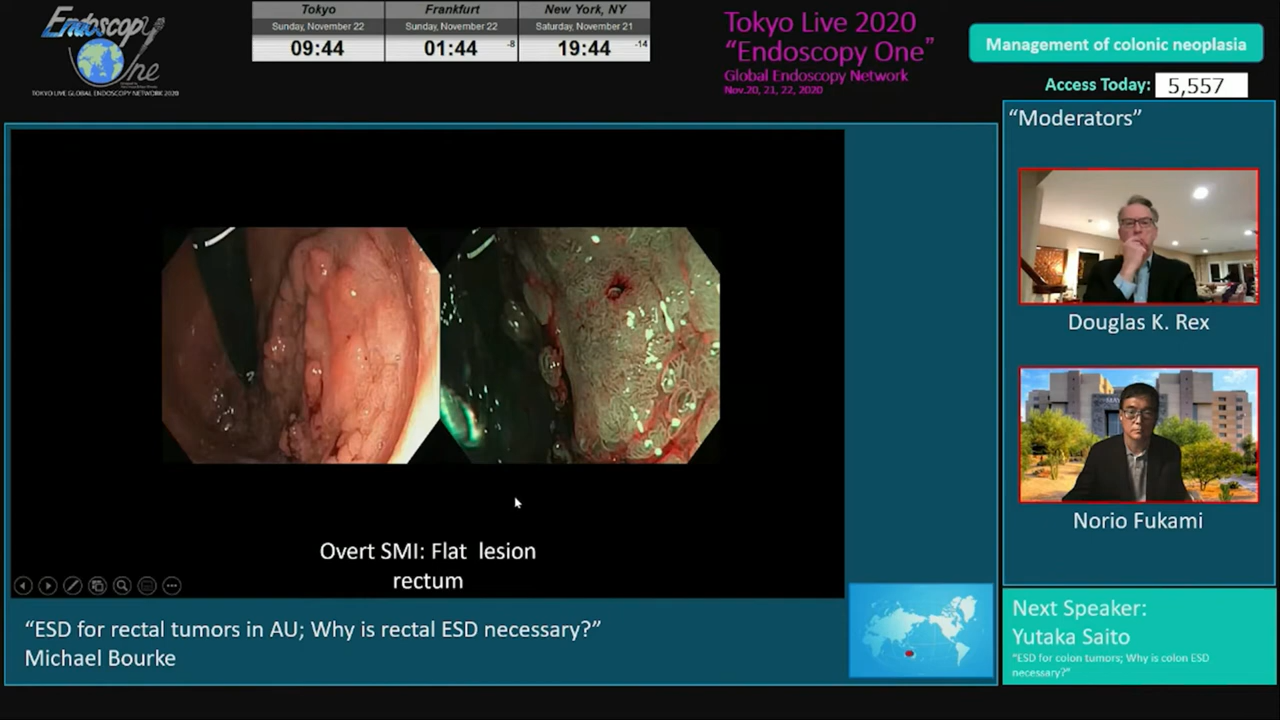 Endoscopy
One
TOKYO LIVE GLOBAL ENDOSCOPY NETWORK 2020
Tokyo
Sunday, November 22
09:44
Frankfurt
Sunday, November 22
01:44
-8
New York, NY
Saturday, November 21
19:44
-14
Tokyo Live 2020
“Endoscopy One”
Global Endoscopy Network
Nov.20, 21, 22, 2020
Management of colonic neoplasia
Access Today: 5,557
“Moderators”
Douglas K. Rex
Norio Fukami
Overt SMI: Flat lesion
rectum
“ESD for rectal tumors in AU; Why is rectal ESD necessary?”
Michael Bourke
Next Speaker:
Yutaka Saito
“ESD for colon tumors; Why is colon ESD
necessary?”